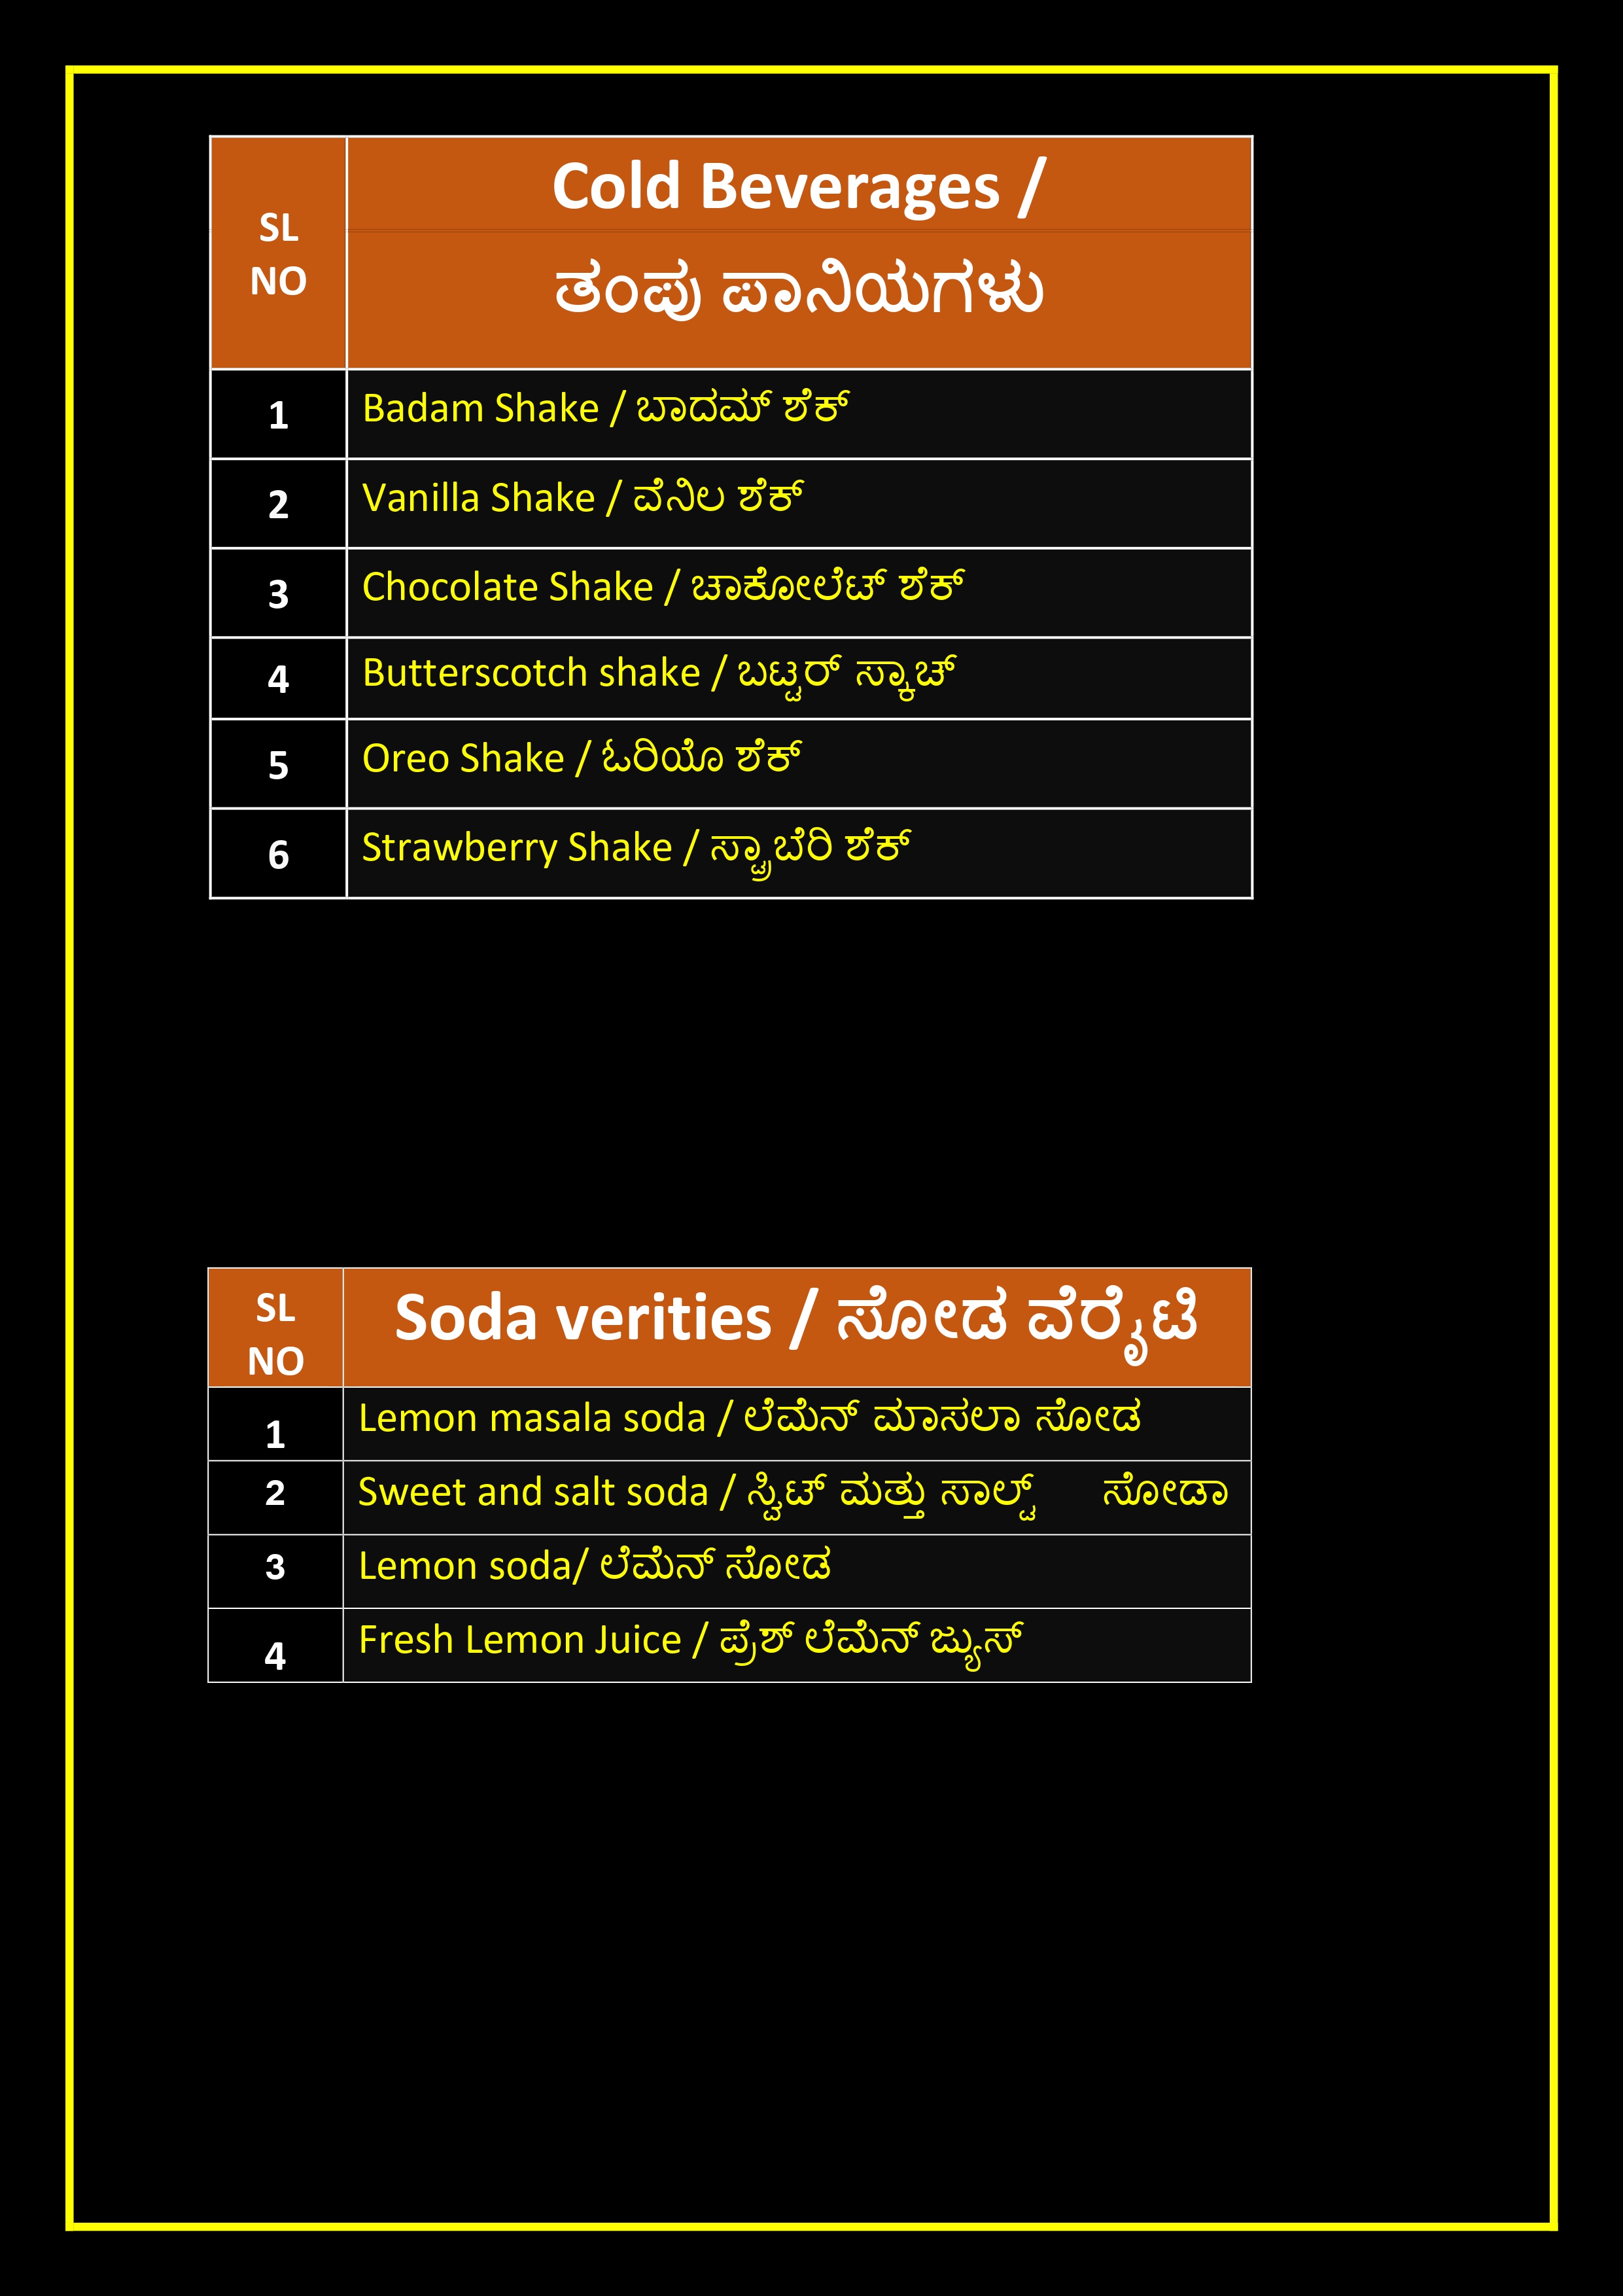 SL
NO
Cold Beverages /
ತಂಪು ಪಾನಿಯಗಳು
1
Badam Shake / ಬಾದಮ್ ಶೆಕ್
2
Vanilla Shake / ವೆನಿಲ ಶೆಕ್
3
Chocolate Shake / ಚಾಕೋಲೆಟ್ ಶೆಕ್
4
Butterscotch shake / ಬಟ್ಟರ್ ಸ್ಕಾಚ್
5
Oreo Shake / ಓರಿಯೊ ಶೆಕ್
6
Strawberry Shake / ಸ್ಟ್ರಾಬೆರಿ ಶೆಕ್
SL
NO
Soda verities / ಸೋಡ ವೆರೈಟಿ
1
Lemon masala soda / ಲೆಮೆನ್ ಮಾಸಲಾ ಸೋಡ
2
Sweet and salt soda / ಸ್ವಿಟ್ ಮತ್ತು ಸಾಲ್ಟ್ ಸೋಡಾ
3
Lemon soda/ ಲೆಮೆನ್ ಸೋಡ
4
Fresh Lemon Juice / ಪ್ರೆಶ್ ಲೆಮೆನ್ ಜ್ಯುಸ್